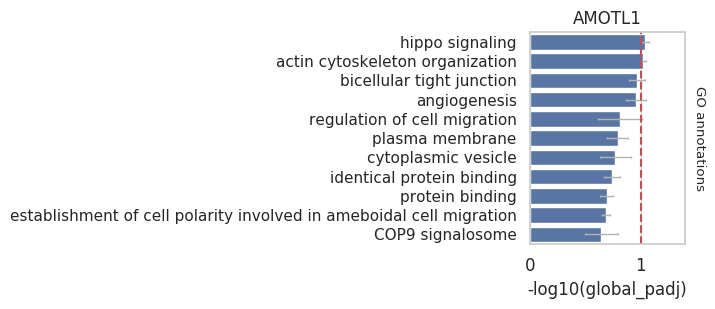 AMOTL1
hippo signaling
actin cytoskeleton organization
bicellular tight junction
angiogenesis
regulation of cell migration
plasma membrane
cytoplasmic vesicle
identical protein binding
protein binding
establishment of cell polarity involved in ameboidal cell migration
COP9 signalosome
GO annotations
0 1
-log10(global_padj)